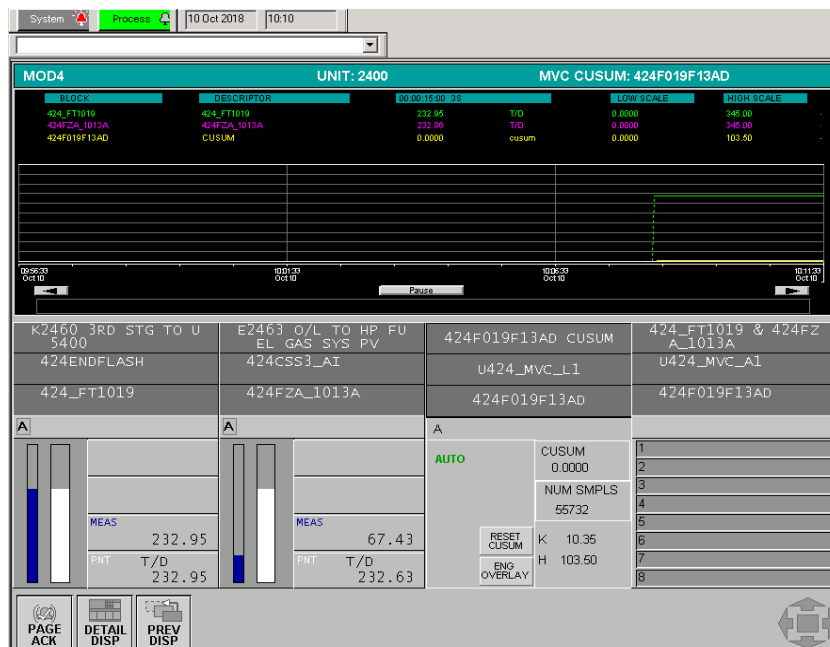 System Process 10 Oct 2018 10:10
MOD4 UNIT: 2400 MVC CUSUM: 424F019F13AD
BLOCK DESCRIPTOR 00:00:15:00 3S LOW SCALE HIGH SCALE
424_FT1019 424_FT1019 232.95 T/D 0.0000 345.00 -
424FZA_1013A 424FZA_1013A 232.86 T/D 0.0000 345.00 -
424F019F13AD CUSUM 0.0000 cusum 0.0000 103.50 -
09:56:33 10:01:33 10:06:33 10:11:33
Oct 10 Oct 10 Oct 10 Oct 10
Pause
K2460 3RD STG TO U
5400
424ENDFLASH
424_FT1019
E2463 O/L TO HP FU
EL GAS SYS PV
424CSS3_AI
424FZA_1013A
424F019F13AD CUSUM
U424_MVC_L1
424F019F13AD
424_FT1019 & 424FZ
A_1013A
U424_MVC_A1
424F019F13AD
A
MEAS
232.95
PNT T/D
232.95
A
MEAS
67.43
PNT T/D
232.63
A
AUTO
CUSUM
0.0000
NUM SMPLS
55732
RESET
CUSUM
K 10.35
ENG
OVERLAY
H 103.50
1
2
3
4
5
6
7
8
PAGE
ACK
DETAIL
DISP
PREV
DISP